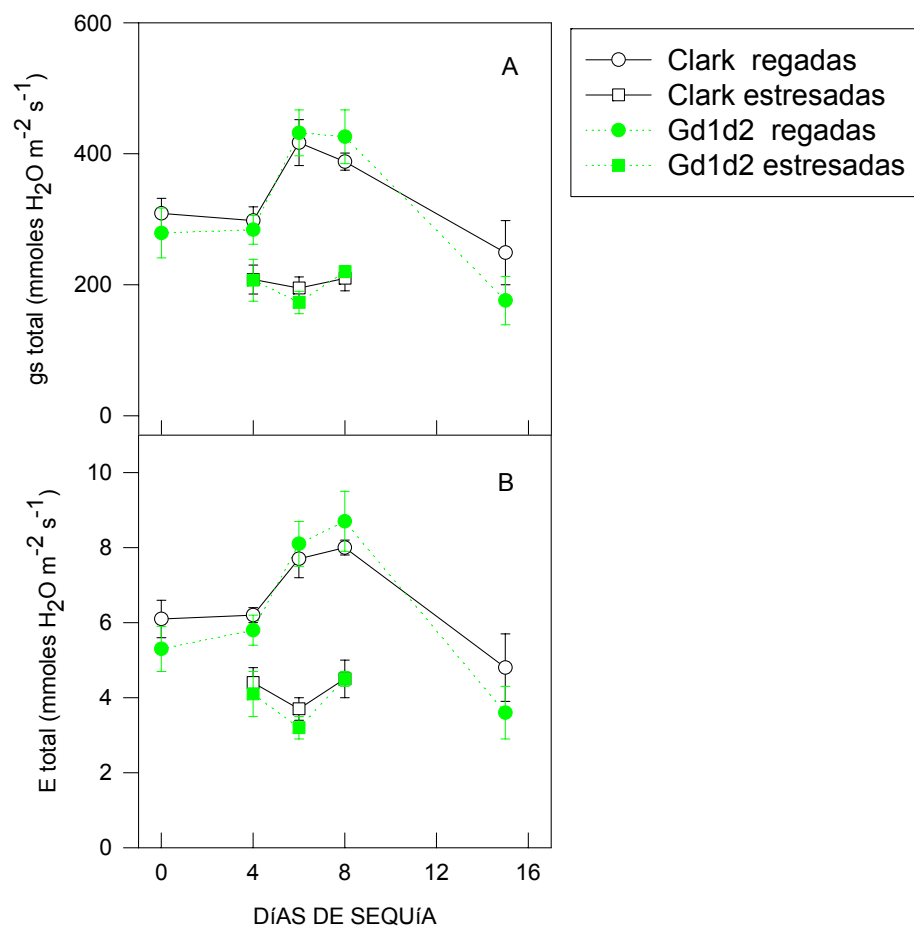 600
400
200
0
gs total (mmoles H2O m-2 s-1)
A
Clark regadas
Clark estresadas
Gd1d2 regadas
Gd1d2 estresadas
10
8
6
4
2
0
E total (mmoles H2O m-2 s-1)
B
0 4 8 12 16
DíAS DE SEQUíA